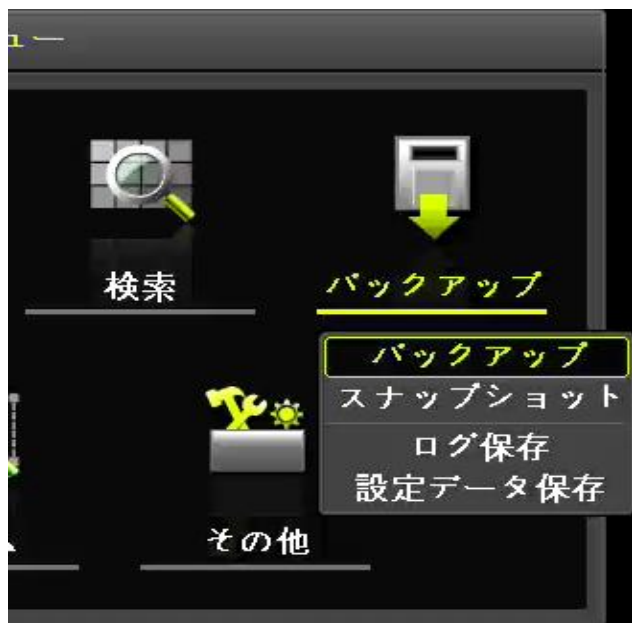 ュー
検索
バックアップ
バックアップ
スナップショット
ログ保存
設定データ保存
その他